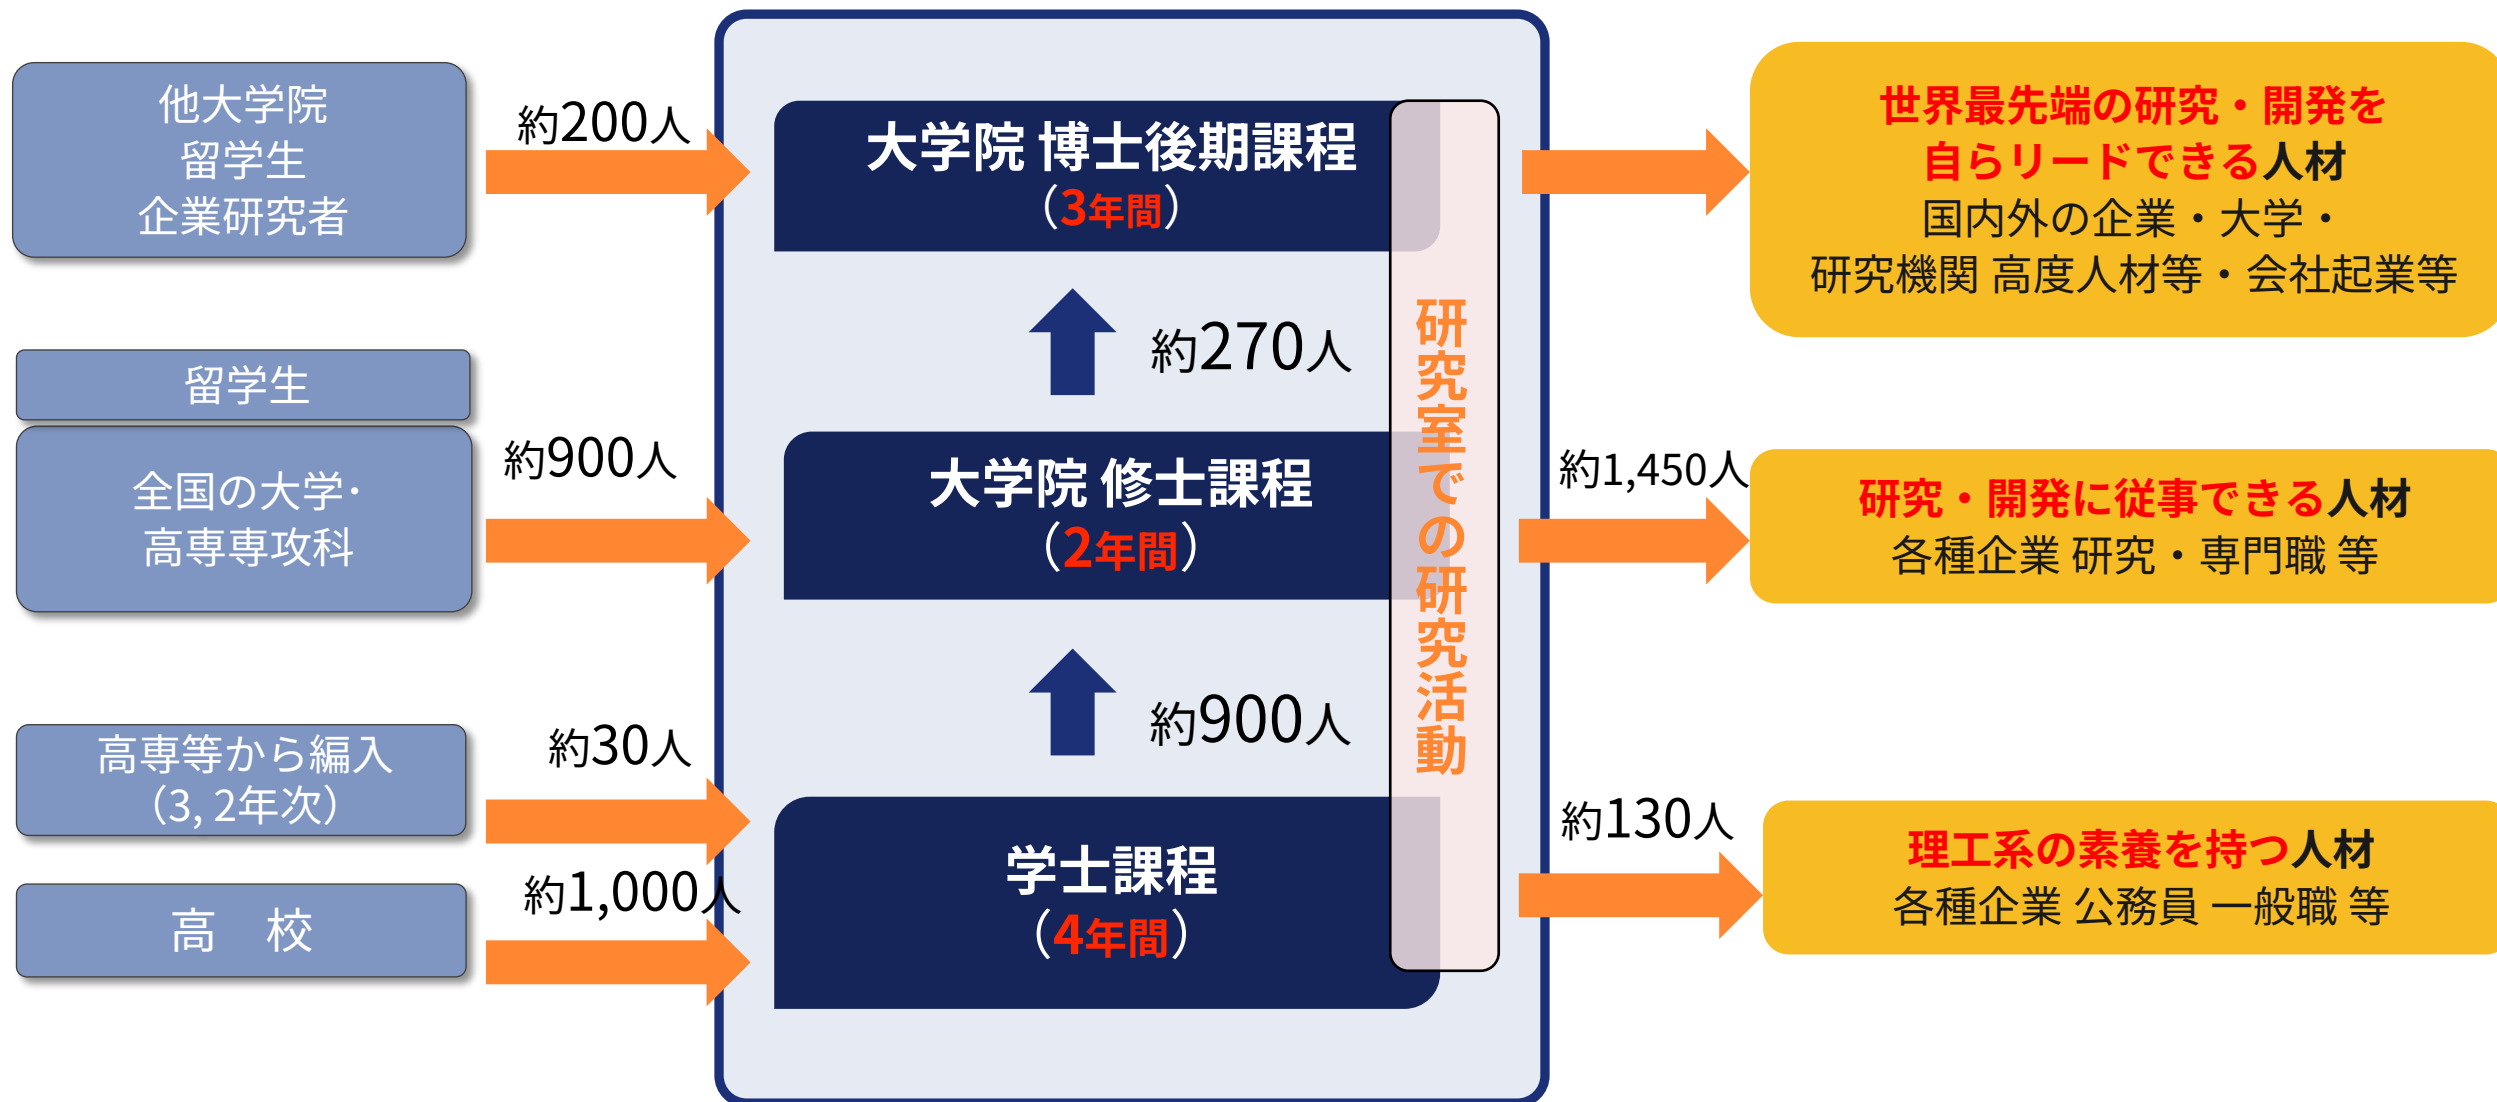 他大学院
留学生
企業研究者
約200人
大学院 博士後期課程
（3年間）
世界最先端の研究・開発を
自らリードできる人材
国内外の企業・大学・
研究機関 高度人材等・会社起業等
約270人
研究室での研究活動
留学生
全国の大学・
高専専攻科
約900人
大学院 修士課程
（2年間）
約1,450人
研究・開発に従事できる人材
各種企業 研究・専門職 等
約900人
高専等から編入
（3, 2年次）
約30人
高　校
約1,000人
学士課程
（4年間）
約130人
理工系の素養を持つ人材
各種企業 公務員 一般職 等